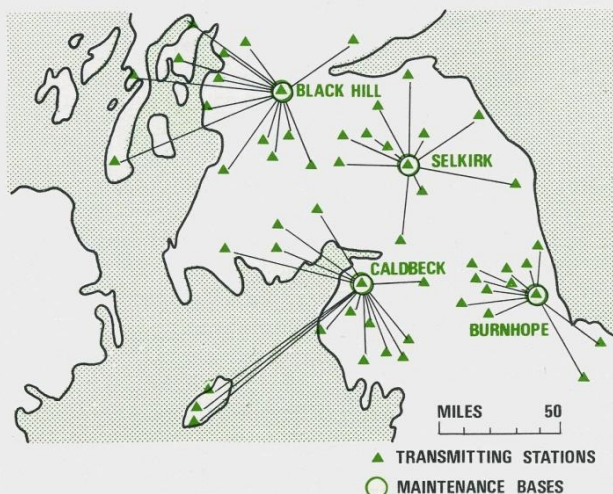 BLACK HILL
SELKIRK
CALDBECK
BURNHOPE
MILES 50
TRANSMITTING STATIONS
MAINTENANCE BASES